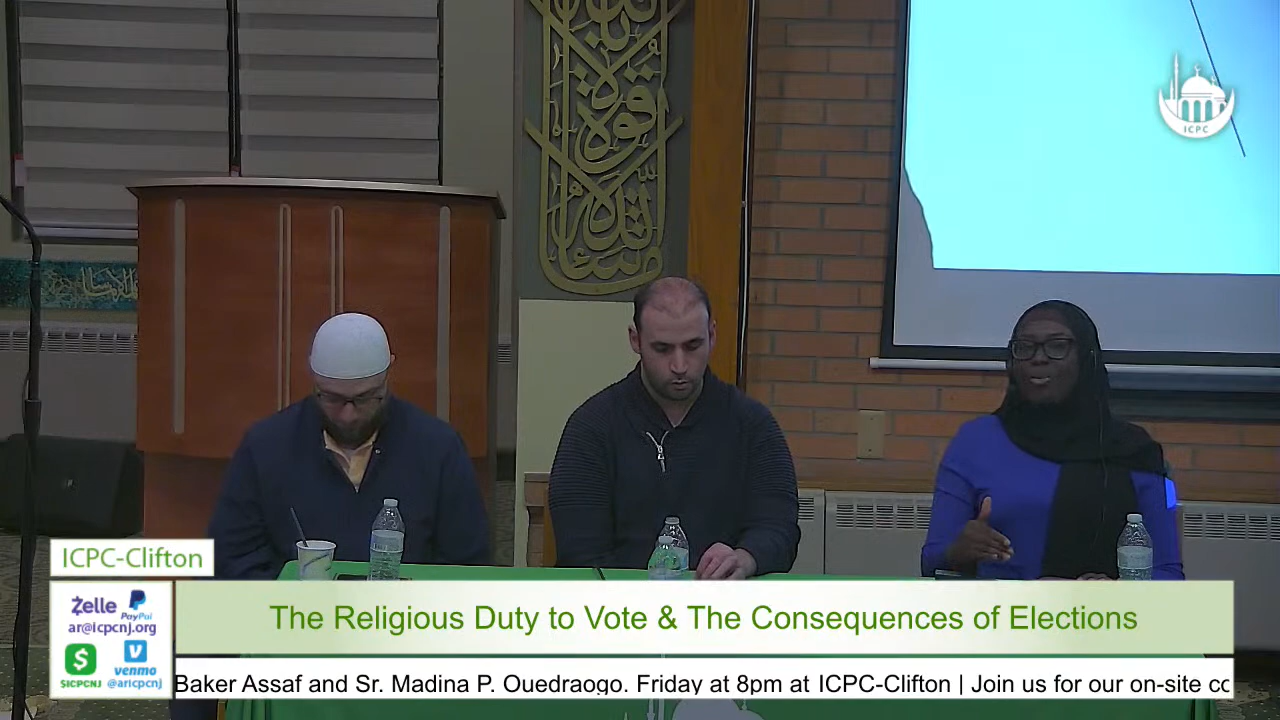 ICPC
ICPC-Clifton
Żelle
PayPal
ar@icpcnj.org
The Religious Duty to Vote & The Consequences of Elections
venmo
$ICPCNJ @aricpcnj
Baker Assaf and Sr. Madina P. Ouedraogo. Friday at 8pm at ICPC-Clifton | Join us for our on-site cc